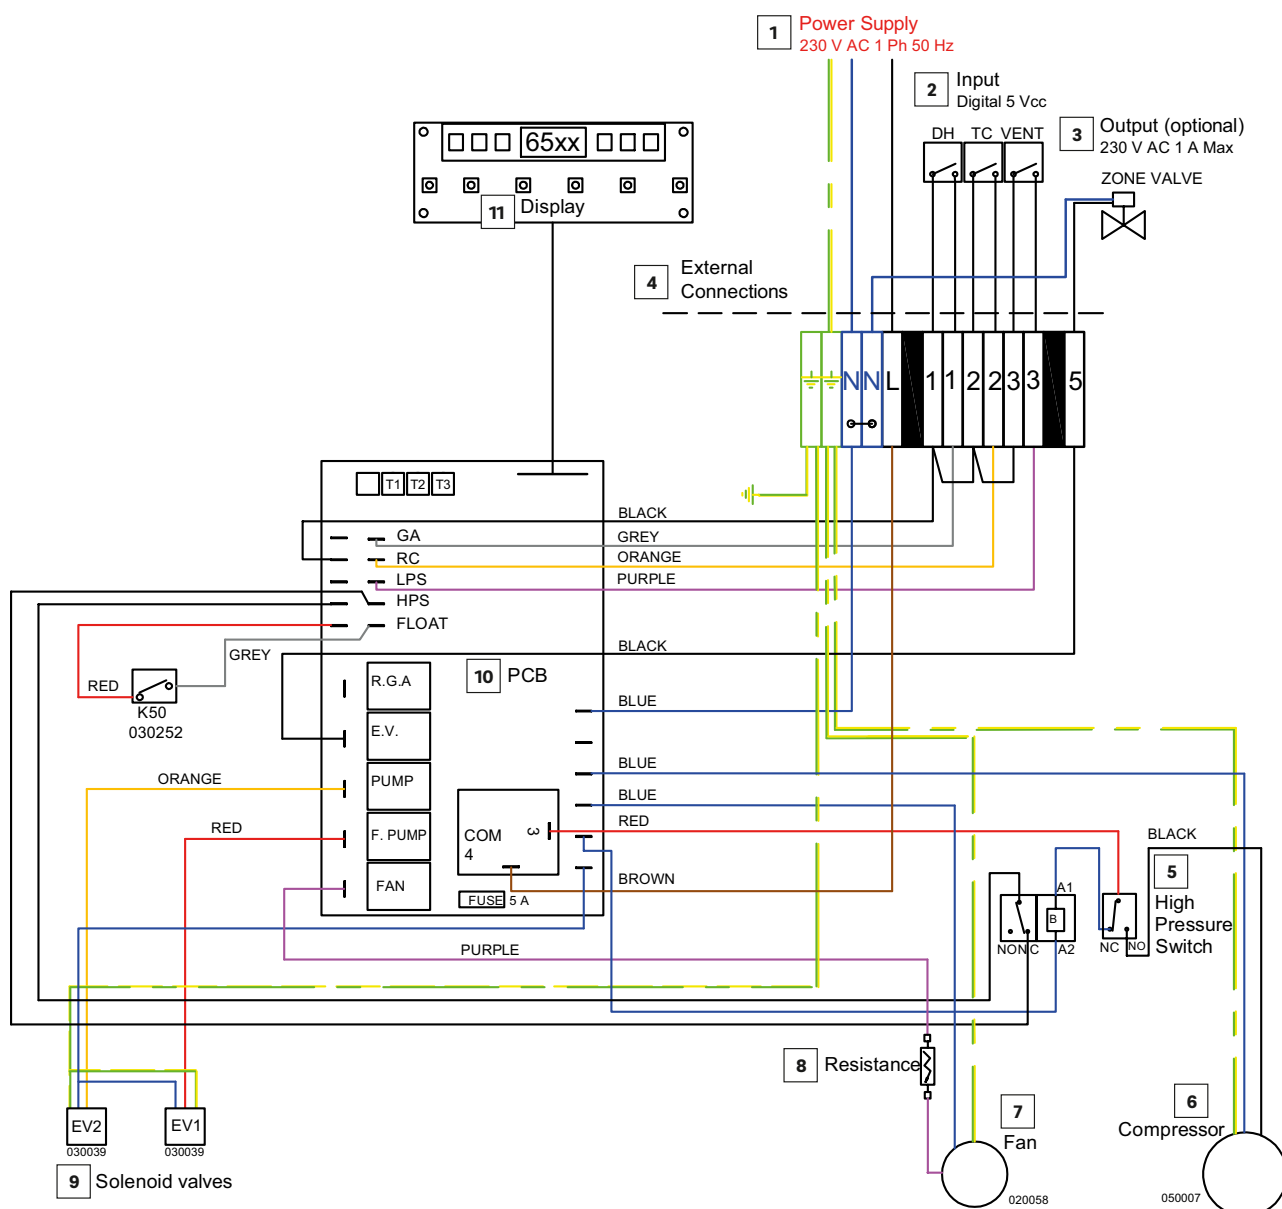 1 Power Supply
230 V AC 1 Ph 50 Hz
2 Input
Digital 5 Vcc
DH TC VENT
3 Output (optional)
230 V AC 1 A Max
ZONE VALVE
65xx
11 Display
4 External
Connections
N N L 1 1 2 2 3 3 5
T1 T2 T3
BLACK
GA GREY
RC ORANGE
LPS PURPLE
HPS
FLOAT
GREY
BLACK
RED
K50
030252
10 PCB
R.G.A
BLUE
E.V.
ORANGE
PUMP
BLUE
BLUE
RED
F. PUMP
COM 3
4
RED
BLACK
FAN
FUSE 5 A
BROWN
A1
B
NO NC A2
NC NO
5
High
Pressure
Switch
PURPLE
8 Resistance
7
Fan
020058
6
Compressor
050007
EV2 EV1
030039 030039
9 Solenoid valves